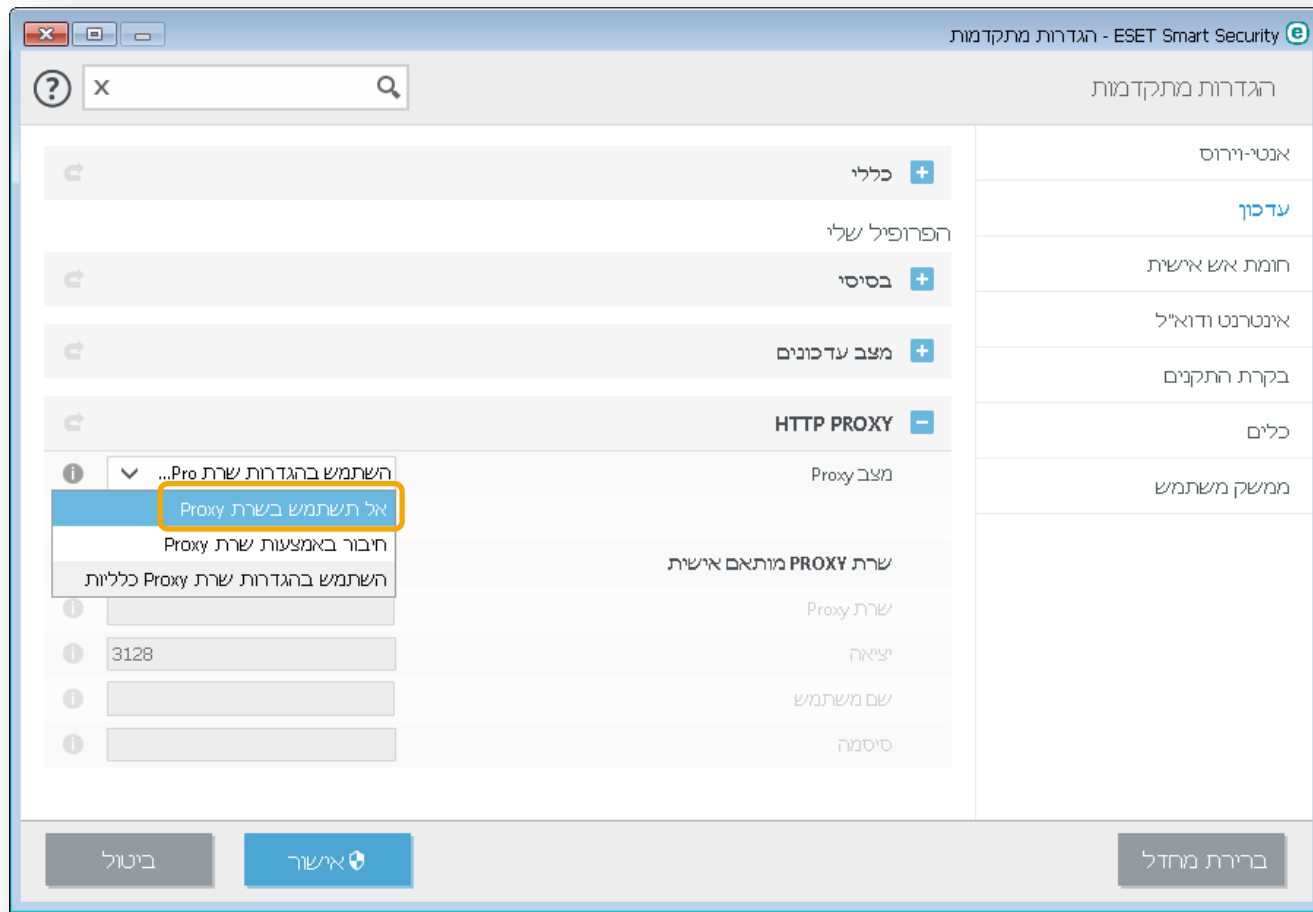 ESET Smart Security - הגדרות מתקדמות
הגדרות מתקדמות
x
?
אנטי-וירוס
עדכון
חומת אש אישית
אינטרנט ודוא"ל
בקרת התקנים
כלים
ממשק משתמש
כללי
הפרופיל שלי
בסיסי
מצב עדכונים
HTTP PROXY
מצב Proxy
השתמש בהגדרות שרת Pro...
אל תשתמש בשרת Proxy
חיבור באמצעות שרת Proxy
השתמש בהגדרות שרת Proxy כלליות
שרת PROXY מותאם אישית
שרת Proxy
יציאה
3128
שם משתמש
סיסמה
ברירת מחדל
אישור
ביטול